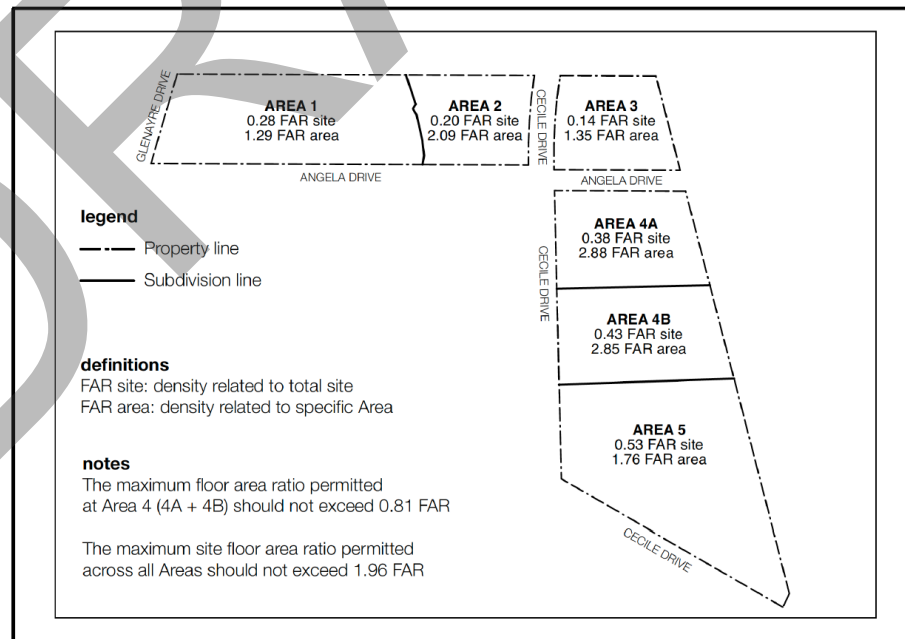 GLENAYRE DRIVE
AREA 1
0.28 FAR site
1.29 FAR area
AREA 2
0.20 FAR site
2.09 FAR area
CECILE DRIVE
AREA 3
0.14 FAR site
1.35 FAR area
ANGELA DRIVE
ANGELA DRIVE
legend
Property line
Subdivision line
CECILE DRIVE
AREA 4A
0.38 FAR site
2.88 FAR area
AREA 4B
0.43 FAR site
2.85 FAR area
AREA 5
0.53 FAR site
1.76 FAR area
CECILE DRIVE
definitions
FAR site: density related to total site
FAR area: density related to specific Area
notes
The maximum floor area ratio permitted
at Area 4 (4A + 4B) should not exceed 0.81 FAR
The maximum site floor area ratio permitted
across all Areas should not exceed 1.96 FAR